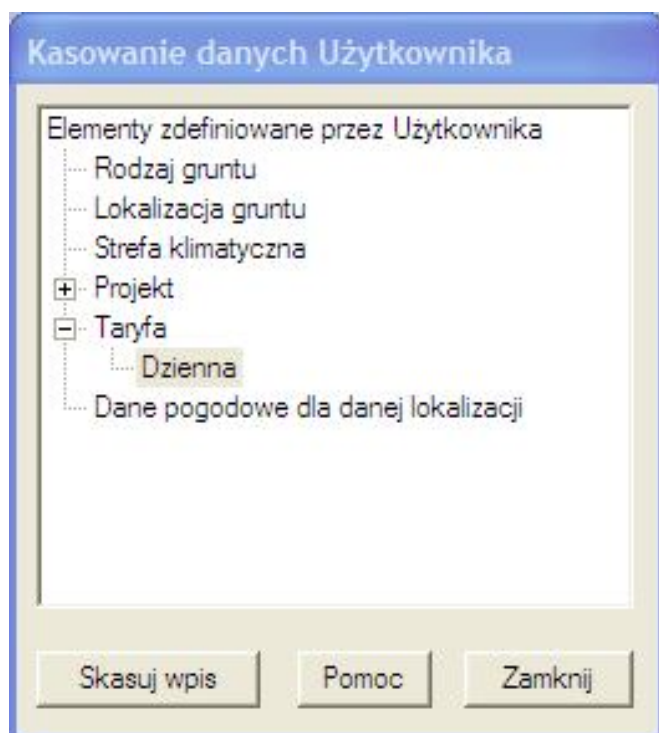 Kasowanie danych Użytkownika
Elementy zdefiniowane przez Użytkownika
Rodzaj gruntu
Lokalizacja gruntu
Strefa klimatyczna
Projekt
Taryfa
Dzienna
Dane pogodowe dla danej lokalizacji
Skasuj wpis Pomoc Zamknij